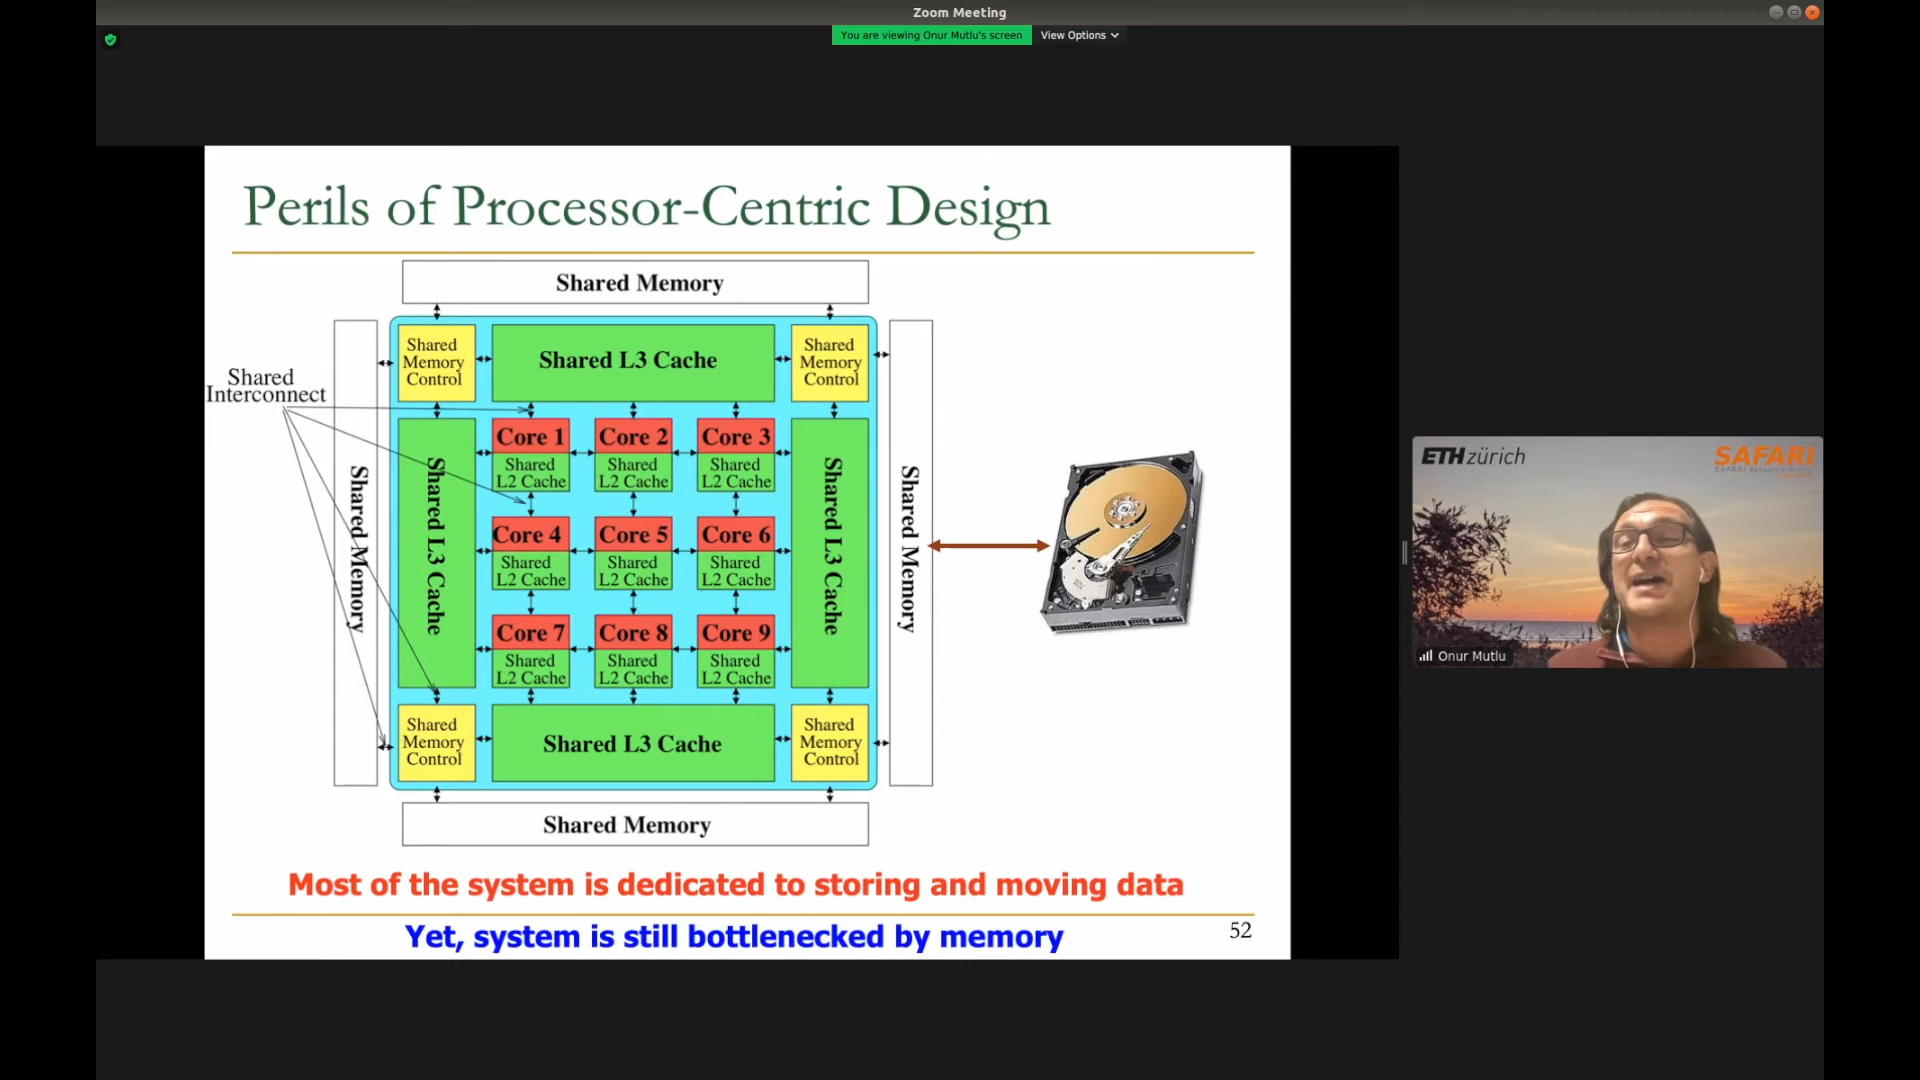 Zoom Meeting
You are viewing Onur Mutlu's screen
View Options
Perils of Processor-Centric Design
Shared Memory
Shared
Memory
Control
Shared L3 Cache
Shared
Memory
Control
Shared
Interconnect
Shared Memory
Shared L3 Cache
Core 1
Core 2
Core 3
Shared
L2 Cache
Shared
L2 Cache
Shared
L2 Cache
Core 4
Core 5
Core 6
Shared
L2 Cache
Shared
L2 Cache
Shared
L2 Cache
Core 7
Core 8
Core 9
Shared
L2 Cache
Shared
L2 Cache
Shared
L2 Cache
Shared L3 Cache
Shared Memory
Shared
Memory
Control
Shared L3 Cache
Shared
Memory
Control
Shared Memory
Most of the system is dedicated to storing and moving data
Yet, system is still bottlenecked by memory
52
ETH zürich
SAFARI
SAFARI Research Group
Onur Mutlu